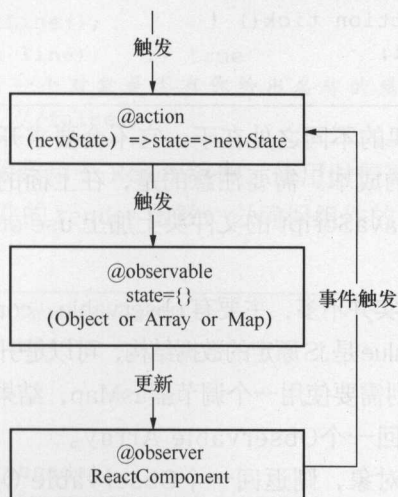 触发
@action
(newState) =>state=>newState
触发
@observable
state={}
(Object or Array or Map)
事件触发
更新
@observer
ReactComponent